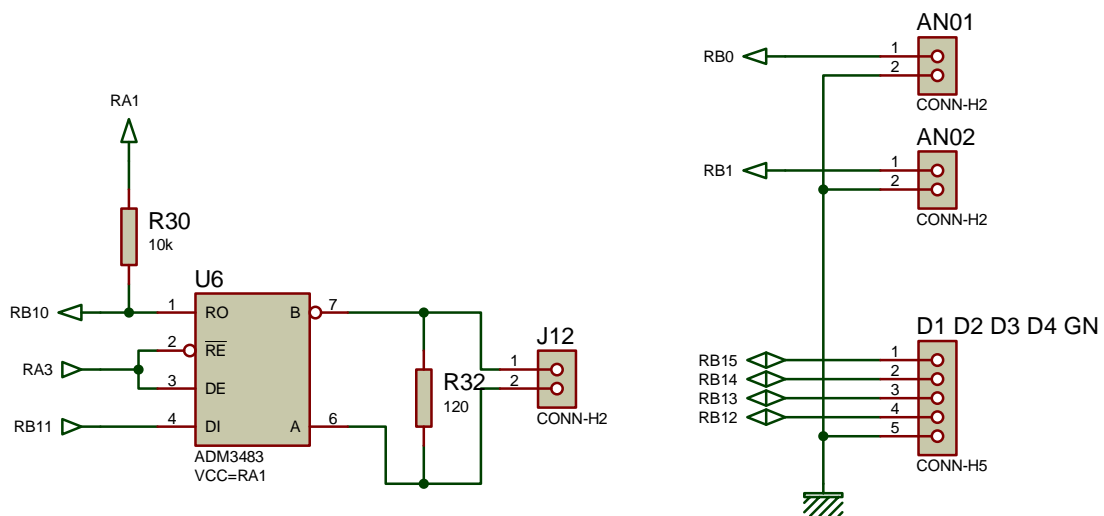 RA1
R30
10k
U6
RB10
1
RO
B
7
2
RE
RA3
3
DE
RB11
4
DI
A
6
ADM3483
VCC=RA1
R32
120
J12
1
2
CONN-H2
AN01
RB0
1
2
CONN-H2
AN02
RB1
1
2
CONN-H2
D1 D2 D3 D4 GN
RB15
1
RB14
2
RB13
3
RB12
4
5
CONN-H5